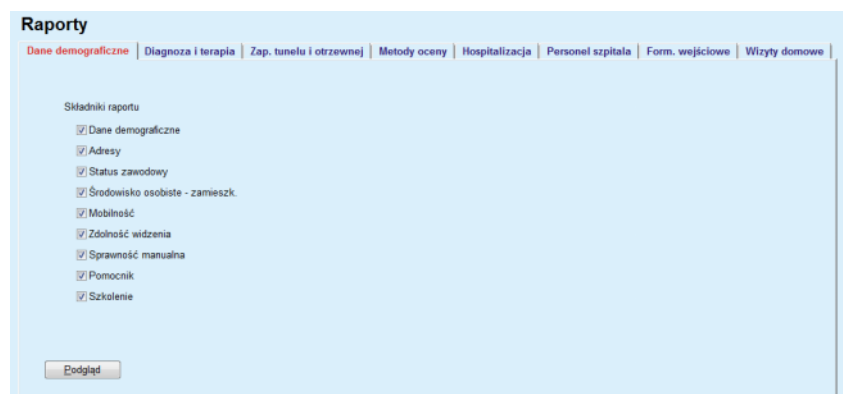 Raporty
Dane demograficzne | Diagnoza i terapia | Zap. tunelu i otrzewnej | Metody oceny | Hospitalizacja | Personel szpitala | Form. wejściowe | Wizyty domowe
Składniki raportu
Dane demograficzne
Adresy
Status zawodowy
Środowisko osobiste - zamieszk.
Mobilność
Zdolność widzenia
Sprawność manualna
Pomocnik
Szkolenie
Podgląd